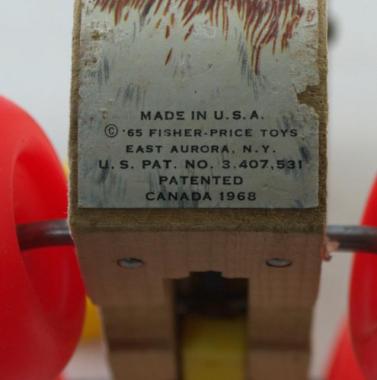 MADE IN U.S.A.
© '65 FISHER-PRICE TOYS
EAST AURORA, N.Y.
U.S. PAT. NO. 3,407,531
PATENTED
CANADA 1968